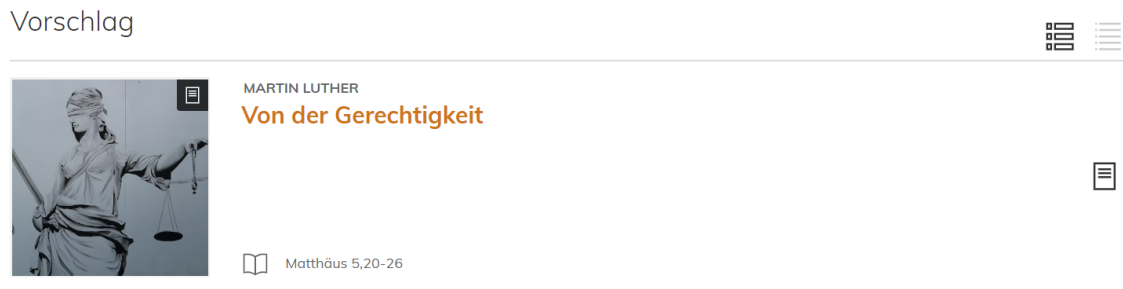 Vorschlag
MARTIN LUTHER
Von der Gerechtigkeit
Matthäus 5,20-26